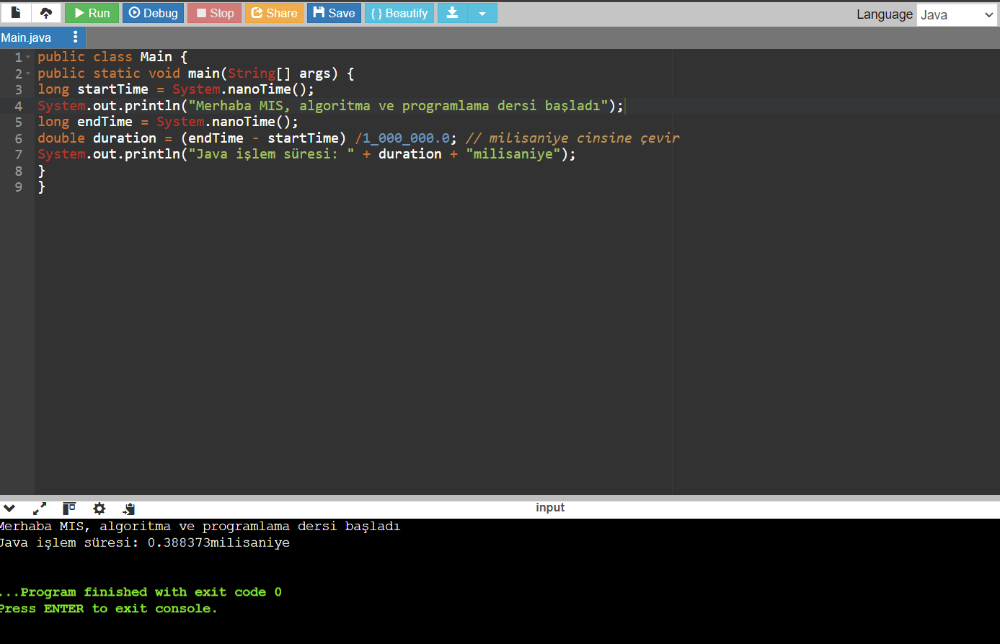 Run Debug Stop Share Save { } Beautify Language Java
Main.java
1 public class Main {
2 public static void main(String[] args) {
3 long startTime = System.nanoTime();
4 System.out.println("Merhaba MIS, algoritma ve programlama dersi başladı");
5 long endTime = System.nanoTime();
6 double duration = (endTime - startTime) /1_000_000.0; // milisaniye cinsine çevir
7 System.out.println("Java işlem süresi: " + duration + "milisaniye");
8 }
9 }
input
Merhaba MIS, algoritma ve programlama dersi başladı
Java işlem süresi: 0.388373milisaniye
...Program finished with exit code 0
Press ENTER to exit console.